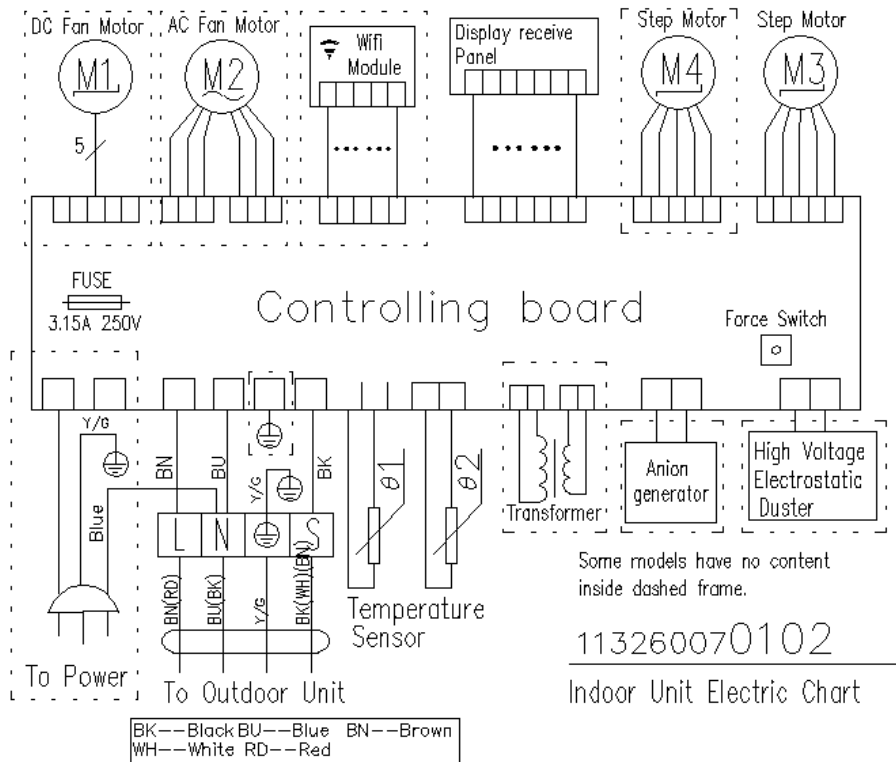 DC Fan Motor
AC Fan Motor
Wifi
Module
Display receive
Panel
Step Motor
Step Motor
M1
M2
M4
M3
5
FUSE
3.15A 250V
Controlling board
Force Switch
Y/G
Blue
To Power
BN
BU
Y/G
BK
L N S
BN(RD)
BU(BK)
Y/G
BK(WH)(BN)
To Outdoor Unit
θ1
θ2
Temperature
Sensor
Transformer
Anion
generator
High Voltage
Electrostatic
Duster
Some models have no content
inside dashed frame.
113260070102
Indoor Unit Electric Chart
BK--Black BU--Blue BN--Brown
WH--White RD--Red